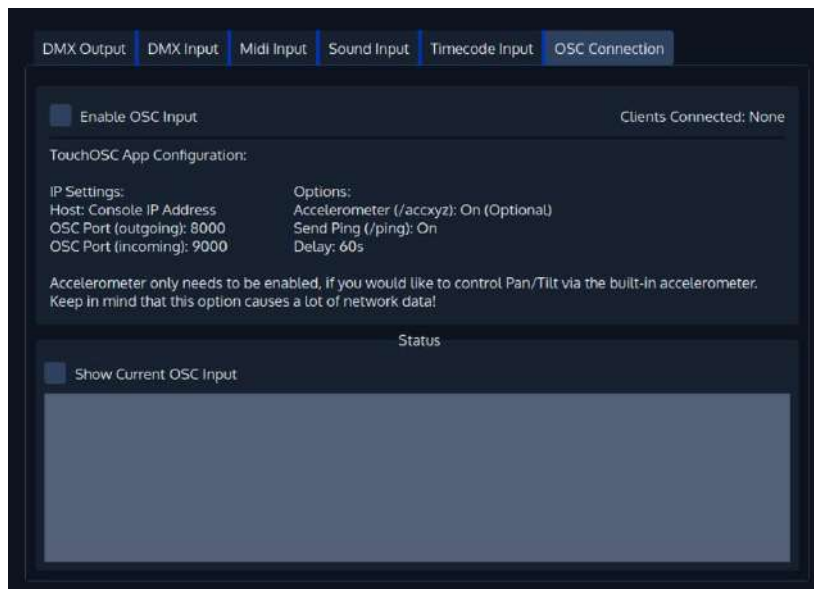 DMX Output DMX Input Midi Input Sound Input Timecode Input OSC Connection
Enable OSC Input Clients Connected: None
TouchOSC App Configuration:
IP Settings: Options:
Host: Console IP Address Accelerometer (/accxyz): On (Optional)
OSC Port (outgoing): 8000 Send Ping (/ping): On
OSC Port (incoming): 9000 Delay: 60s
Accelerometer only needs to be enabled, if you would like to control Pan/Tilt via the built-in accelerometer.
Keep in mind that this option causes a lot of network data!
Status
Show Current OSC Input